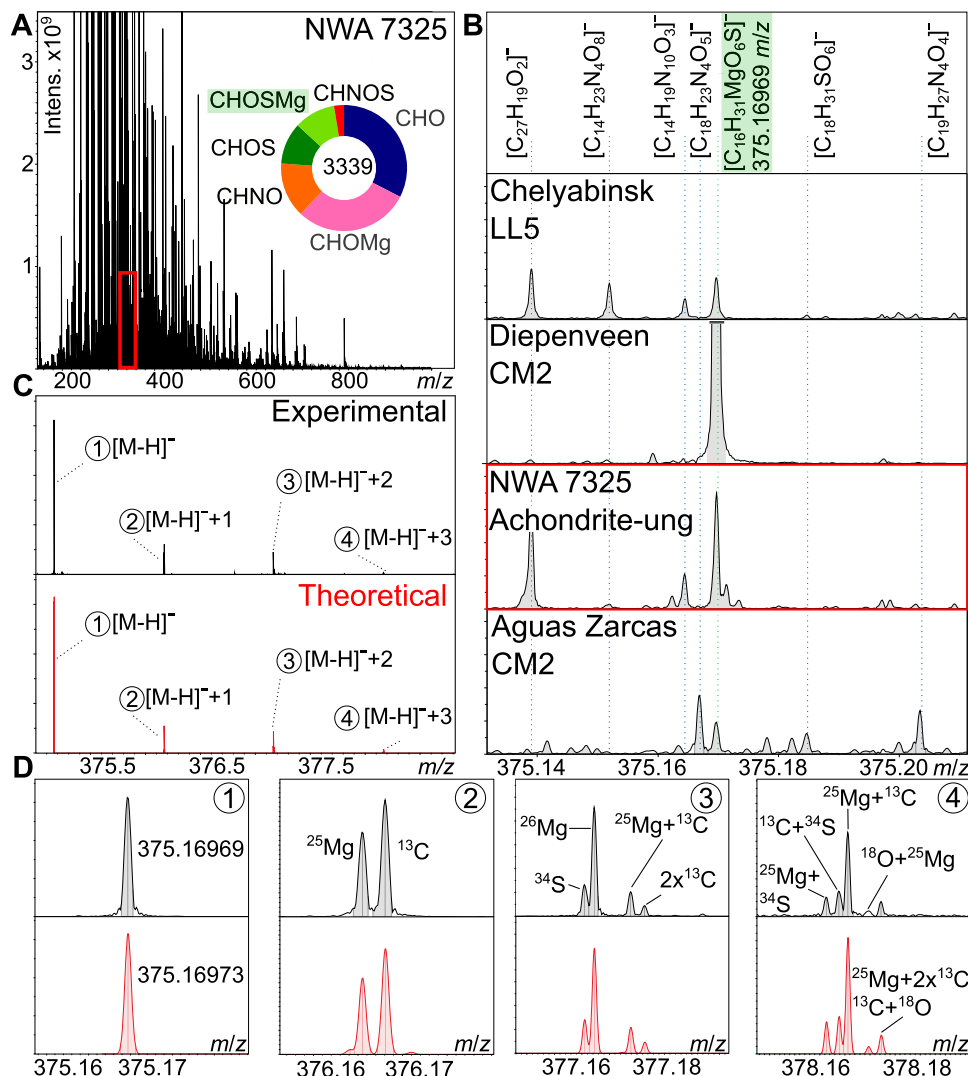 A
NWA 7325
Intens. x10⁹
3
2
1
CHOSMg
CHNOS
CHO
CHOS
3339
CHNO
CHOMg
200
400
600
800
m/z
B
[C₂₇H₁₉O₂]⁻
[C₁₄H₂₃N₄O₈]⁻
[C₁₄H₁₉N₁₀O₃]⁻
[C₁₈H₂₃N₄O₅]⁻
[C₁₆H₃₁MgO₆S]⁻
375.16969 m/z
[C₁₈H₃₁SO₆]⁻
[C₁₉H₂₇N₄O₄]⁻
Chelyabinsk
LL5
Diepenveen
CM2
NWA 7325
Achondrite-ung
Aguas Zarcas
CM2
375.14
375.16
375.18
375.20
m/z
C
Experimental
① [M-H]⁻
② [M-H]⁻+1
③ [M-H]⁻+2
④ [M-H]⁻+3
Theoretical
① [M-H]⁻
② [M-H]⁻+1
③ [M-H]⁻+2
④ [M-H]⁻+3
375.5
376.5
377.5
m/z
D
①
375.16969
375.16973
m/z
375.16
375.17
②
²⁵Mg
¹³C
m/z
376.16
376.17
③
²⁶Mg
²⁵Mg+¹³C
³⁴S
2x¹³C
m/z
377.16
377.18
④
²⁵Mg+¹³C
¹³C+³⁴S
¹⁸O+²⁵Mg
²⁵Mg+
³⁴S
²⁵Mg+2x¹³C
¹³C+¹⁸O
m/z
378.16
378.18